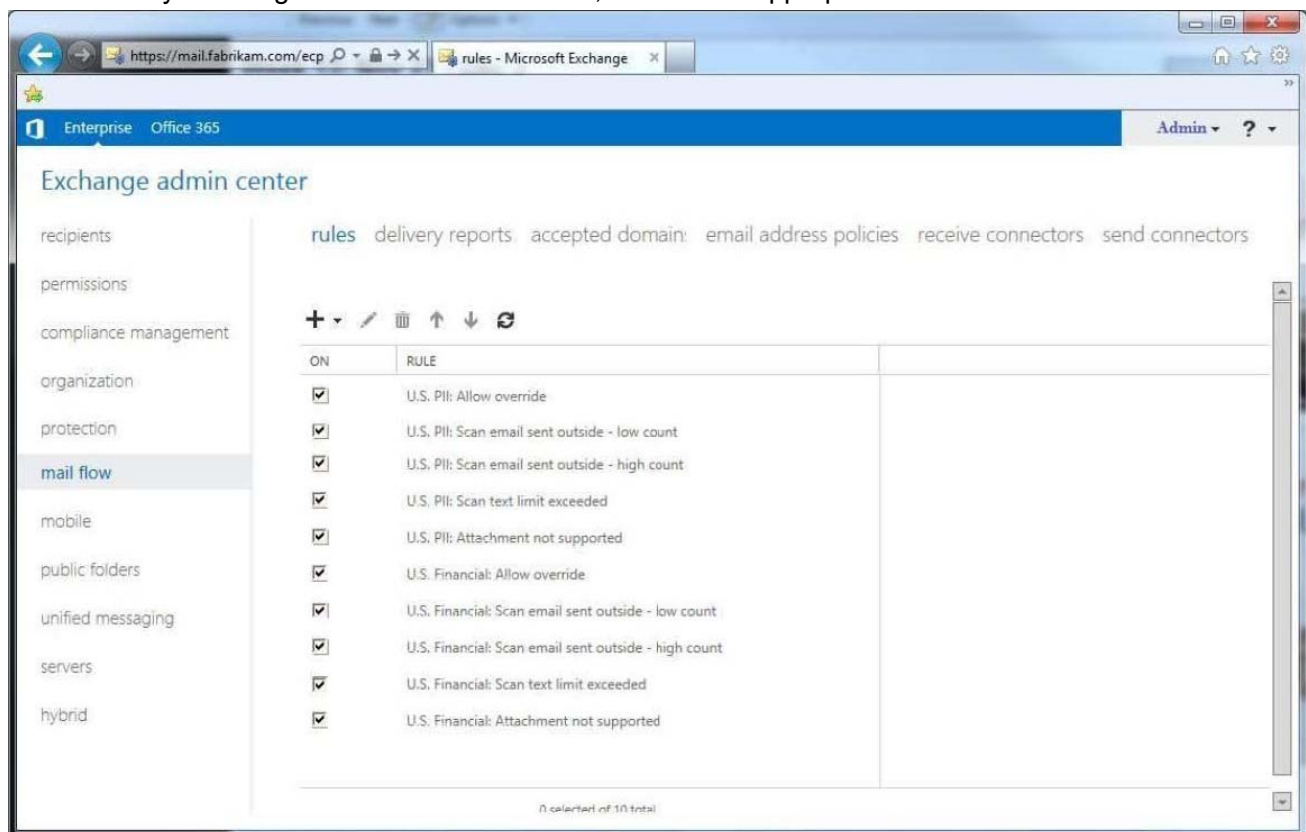 https://mail.fabrikam.com/ecp rules - Microsoft Exchange
Enterprise Office 365 Admin ?
Exchange admin center
recipients
permissions
compliance management
organization
protection
mail flow
mobile
public folders
unified messaging
servers
hybrid
rules delivery reports accepted domain: email address policies receive connectors send connectors
ON RULE
U.S. PII: Allow override
U.S. PII: Scan email sent outside - low count
U.S. PII: Scan email sent outside - high count
U.S. PII: Scan text limit exceeded
U.S. PII: Attachment not supported
U.S. Financial: Allow override
U.S. Financial: Scan email sent outside - low count
U.S. Financial: Scan email sent outside - high count
U.S. Financial: Scan text limit exceeded
U.S. Financial: Attachment not supported
0 selected of 10 total